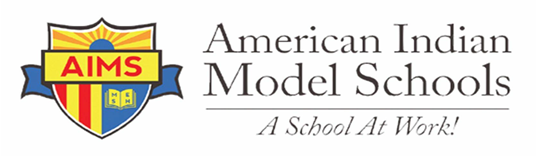 AIMS
American Indian
Model Schools
A School At Work!